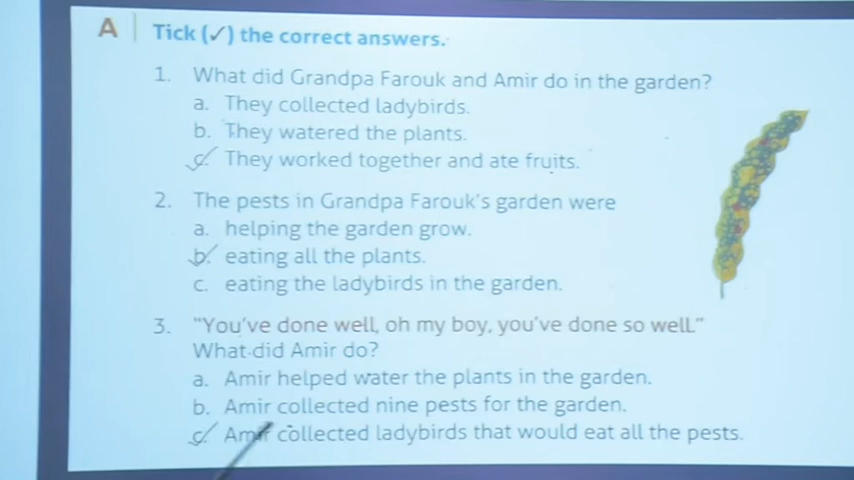 A Tick (✓) the correct answers.
1. What did Grandpa Farouk and Amir do in the garden?
a. They collected ladybirds.
b. They watered the plants.
c. They worked together and ate fruits.
2. The pests in Grandpa Farouk's garden were
a. helping the garden grow.
b. eating all the plants.
c. eating the ladybirds in the garden.
3. "You've done well, oh my boy, you've done so well."
What did Amir do?
a. Amir helped water the plants in the garden.
b. Amir collected nine pests for the garden.
c. Amir collected ladybirds that would eat all the pests.